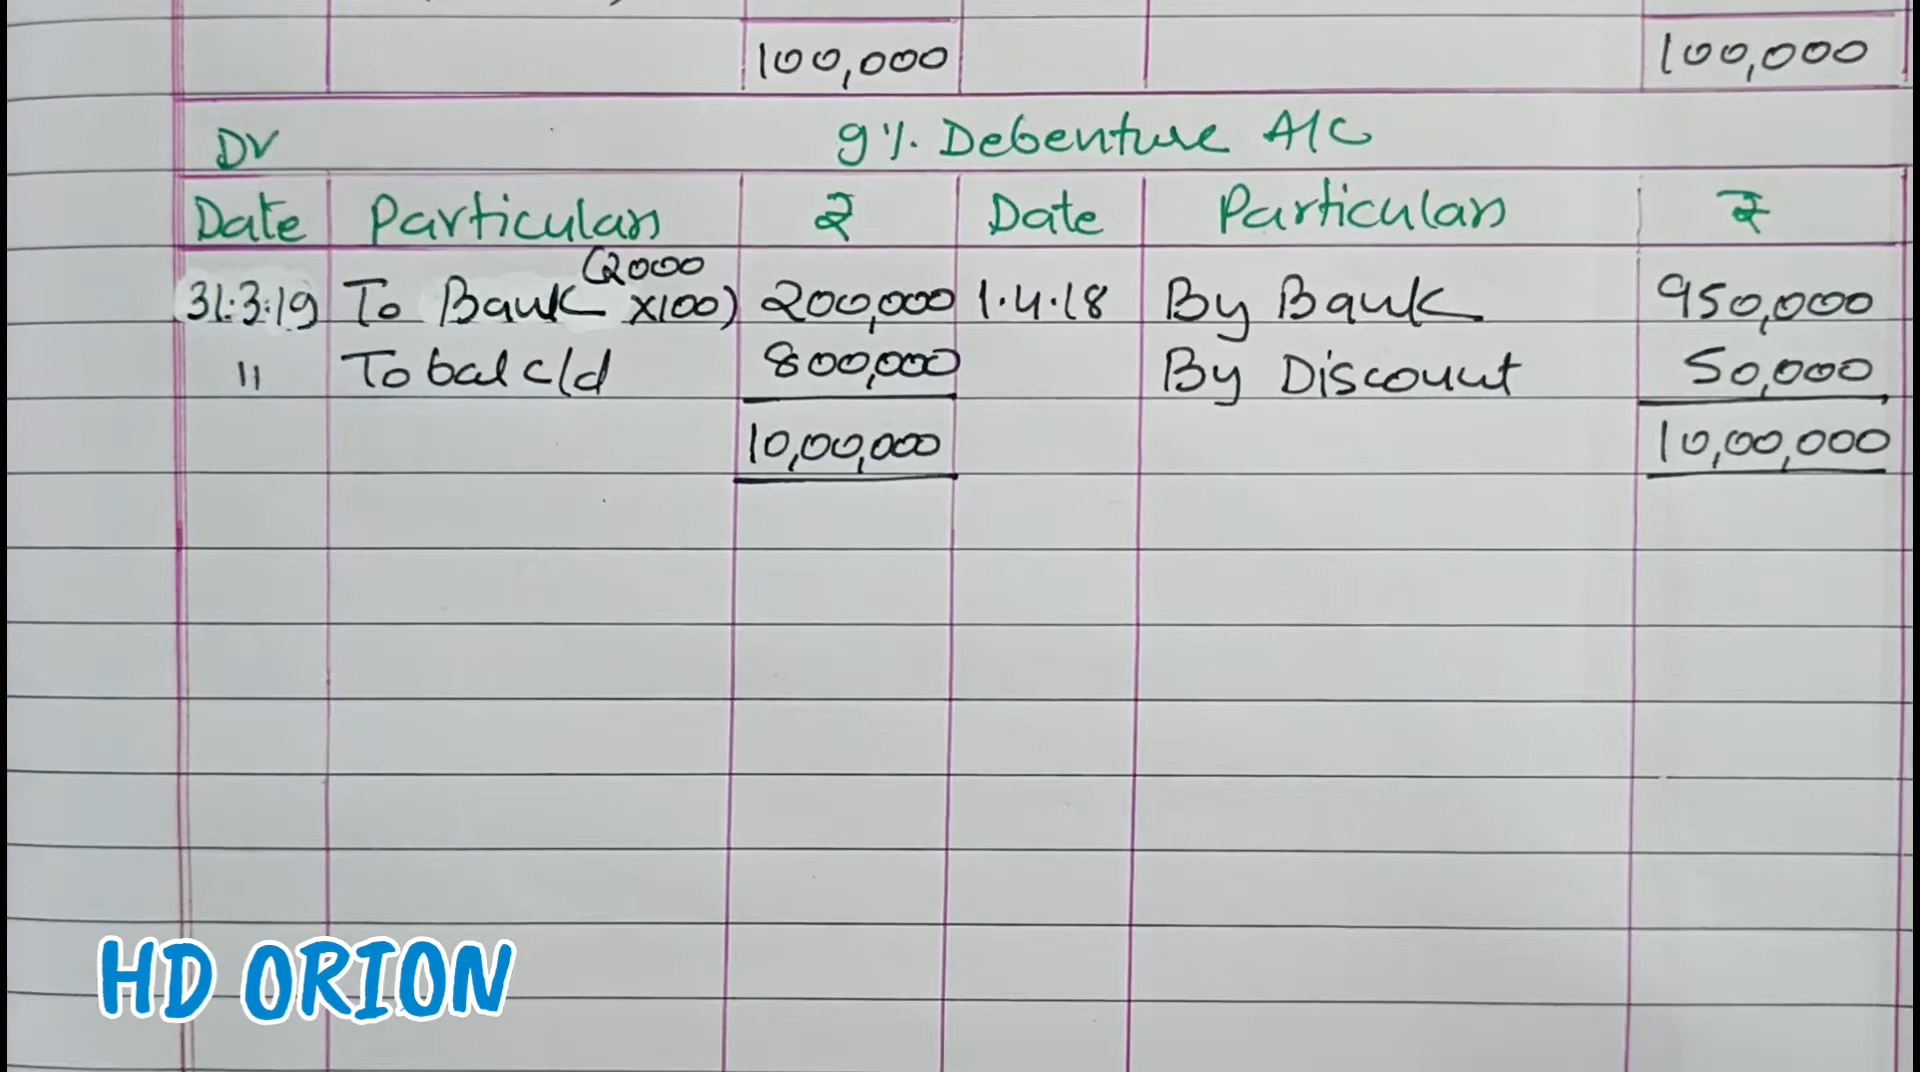 100,000 100,000
Dr 9% Debenture A/C
Date Particulars ₹ Date Particulars ₹
(2000
31.3.19 To Bank x100) 200,000 1.4.18 By Bank 950,000
" To bal c/d 800,000 By Discount 50,000
10,00,000 10,00,000
HD ORION